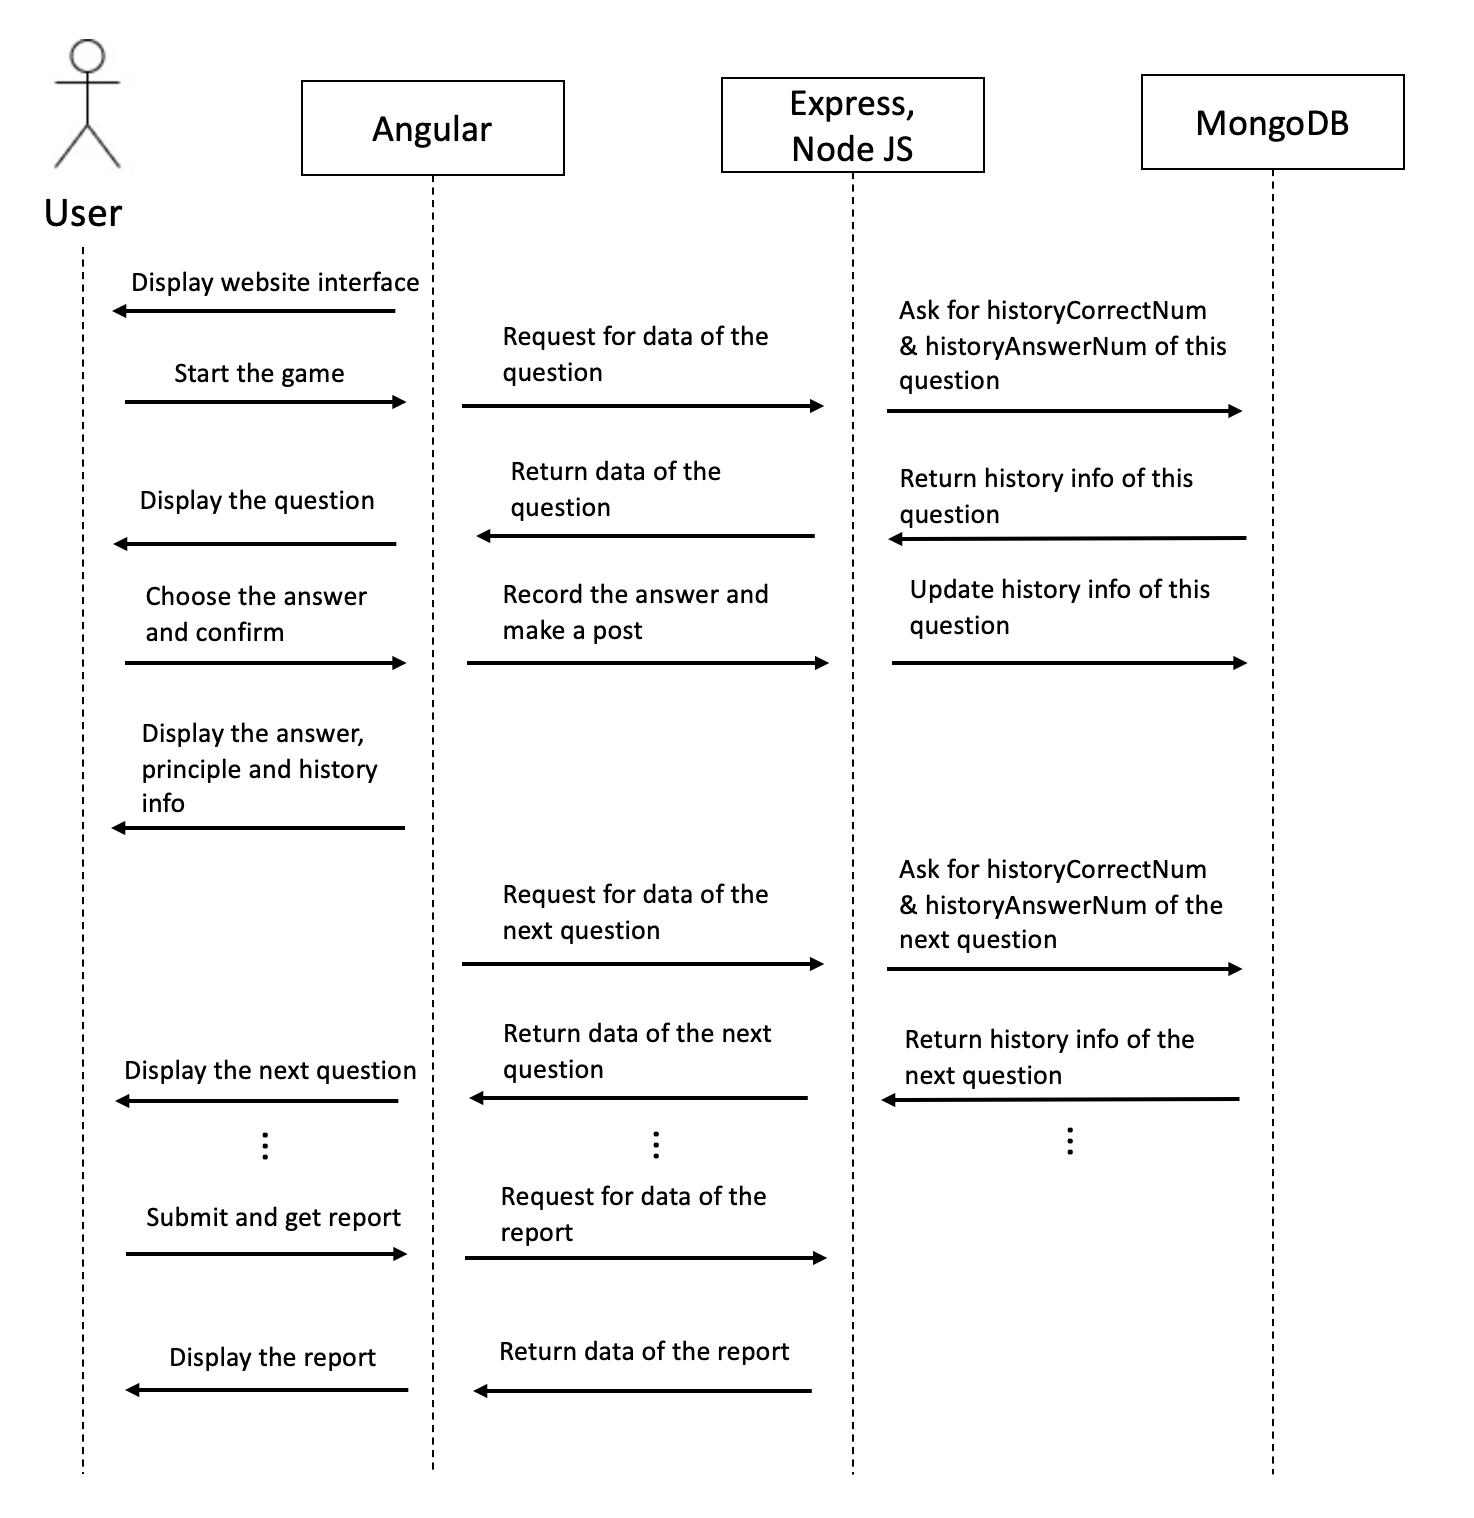 User
Angular
Express,
Node JS
MongoDB
Display website interface
Start the game
Request for data of the
question
Ask for historyCorrectNum
& historyAnswerNum of this
question
Display the question
Return data of the
question
Return history info of this
question
Choose the answer
and confirm
Record the answer and
make a post
Update history info of this
question
Display the answer,
principle and history
info
Request for data of the
next question
Ask for historyCorrectNum
& historyAnswerNum of the
next question
Display the next question
Return data of the next
question
Return history info of the
next question
Submit and get report
Request for data of the
report
Display the report
Return data of the report